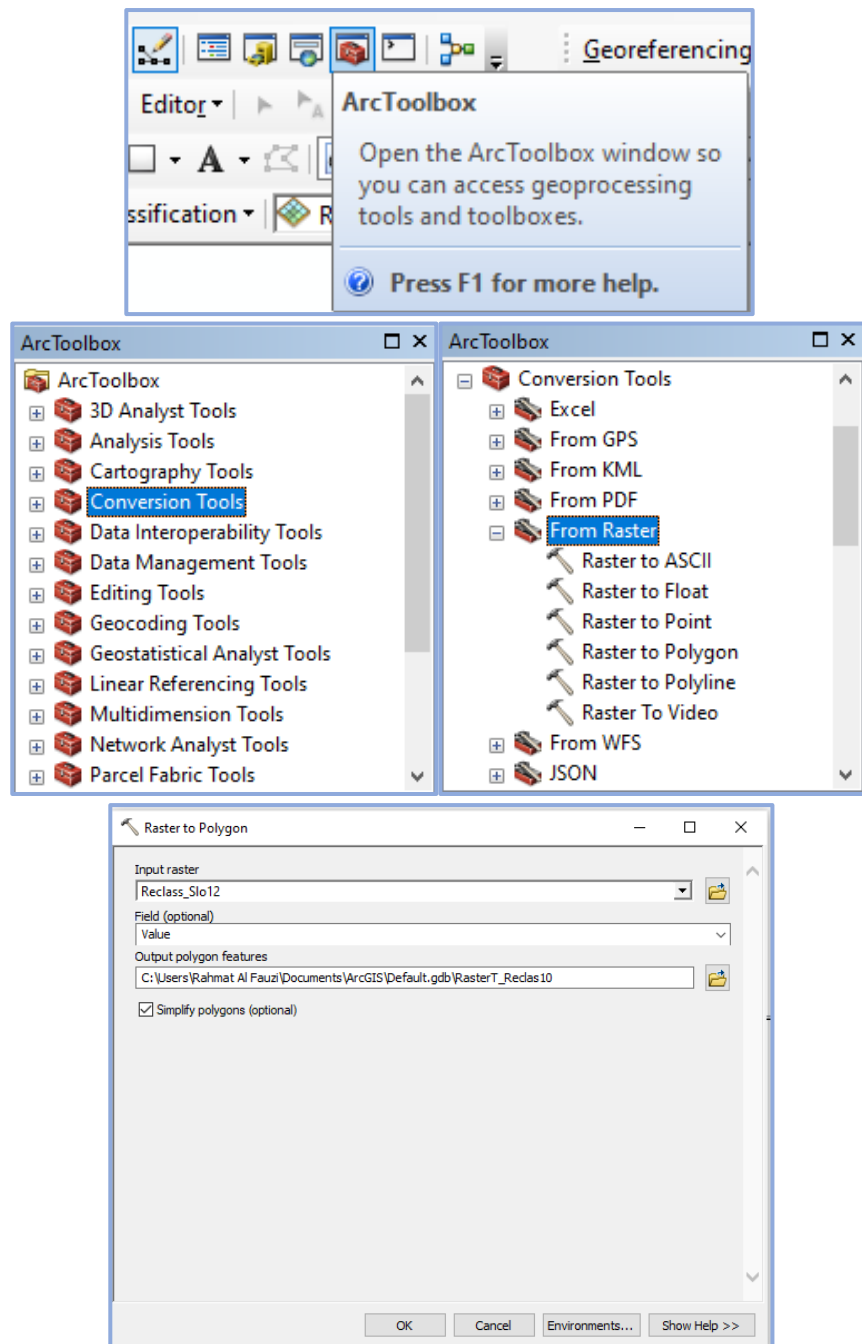 Georeferencing
Editor
ArcToolbox
Open the ArcToolbox window so
you can access geoprocessing
tools and toolboxes.
A
ssification
R
Press F1 for more help.
ArcToolbox
ArcToolbox
3D Analyst Tools
Analysis Tools
Cartography Tools
Conversion Tools
Data Interoperability Tools
Data Management Tools
Editing Tools
Geocoding Tools
Geostatistical Analyst Tools
Linear Referencing Tools
Multidimension Tools
Network Analyst Tools
Parcel Fabric Tools
ArcToolbox
Conversion Tools
Excel
From GPS
From KML
From PDF
From Raster
Raster to ASCII
Raster to Float
Raster to Point
Raster to Polygon
Raster to Polyline
Raster To Video
From WFS
JSON
Raster to Polygon
Input raster
Reclass_Slo12
Field (optional)
Value
Output polygon features
C:\Users\Rahmat Al Fauzi\Documents\ArcGIS\Default.gdb\RasterT_Reclas10
Simplify polygons (optional)
OK Cancel Environments... Show Help >>